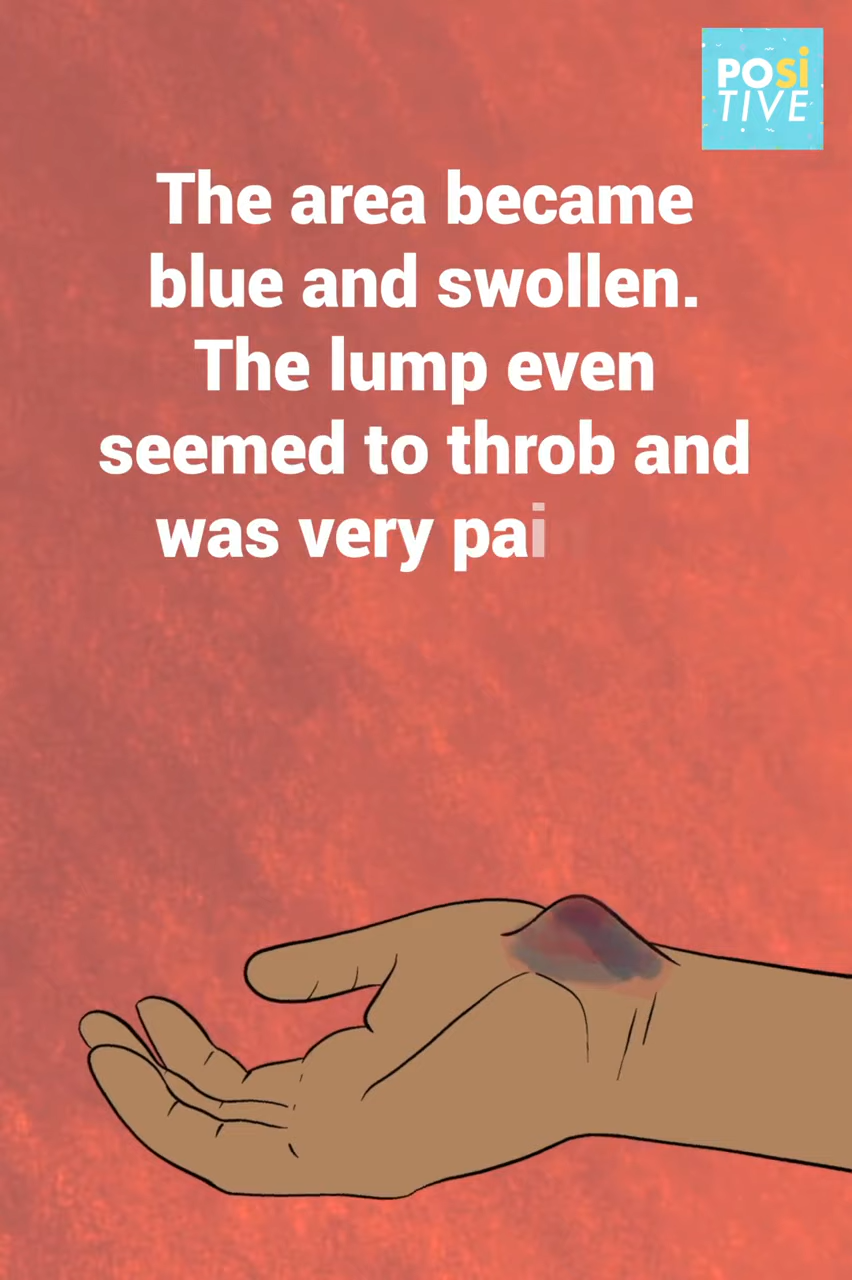 POSi
TIVE
The area became
blue and swollen.
The lump even
seemed to throb and
was very pai